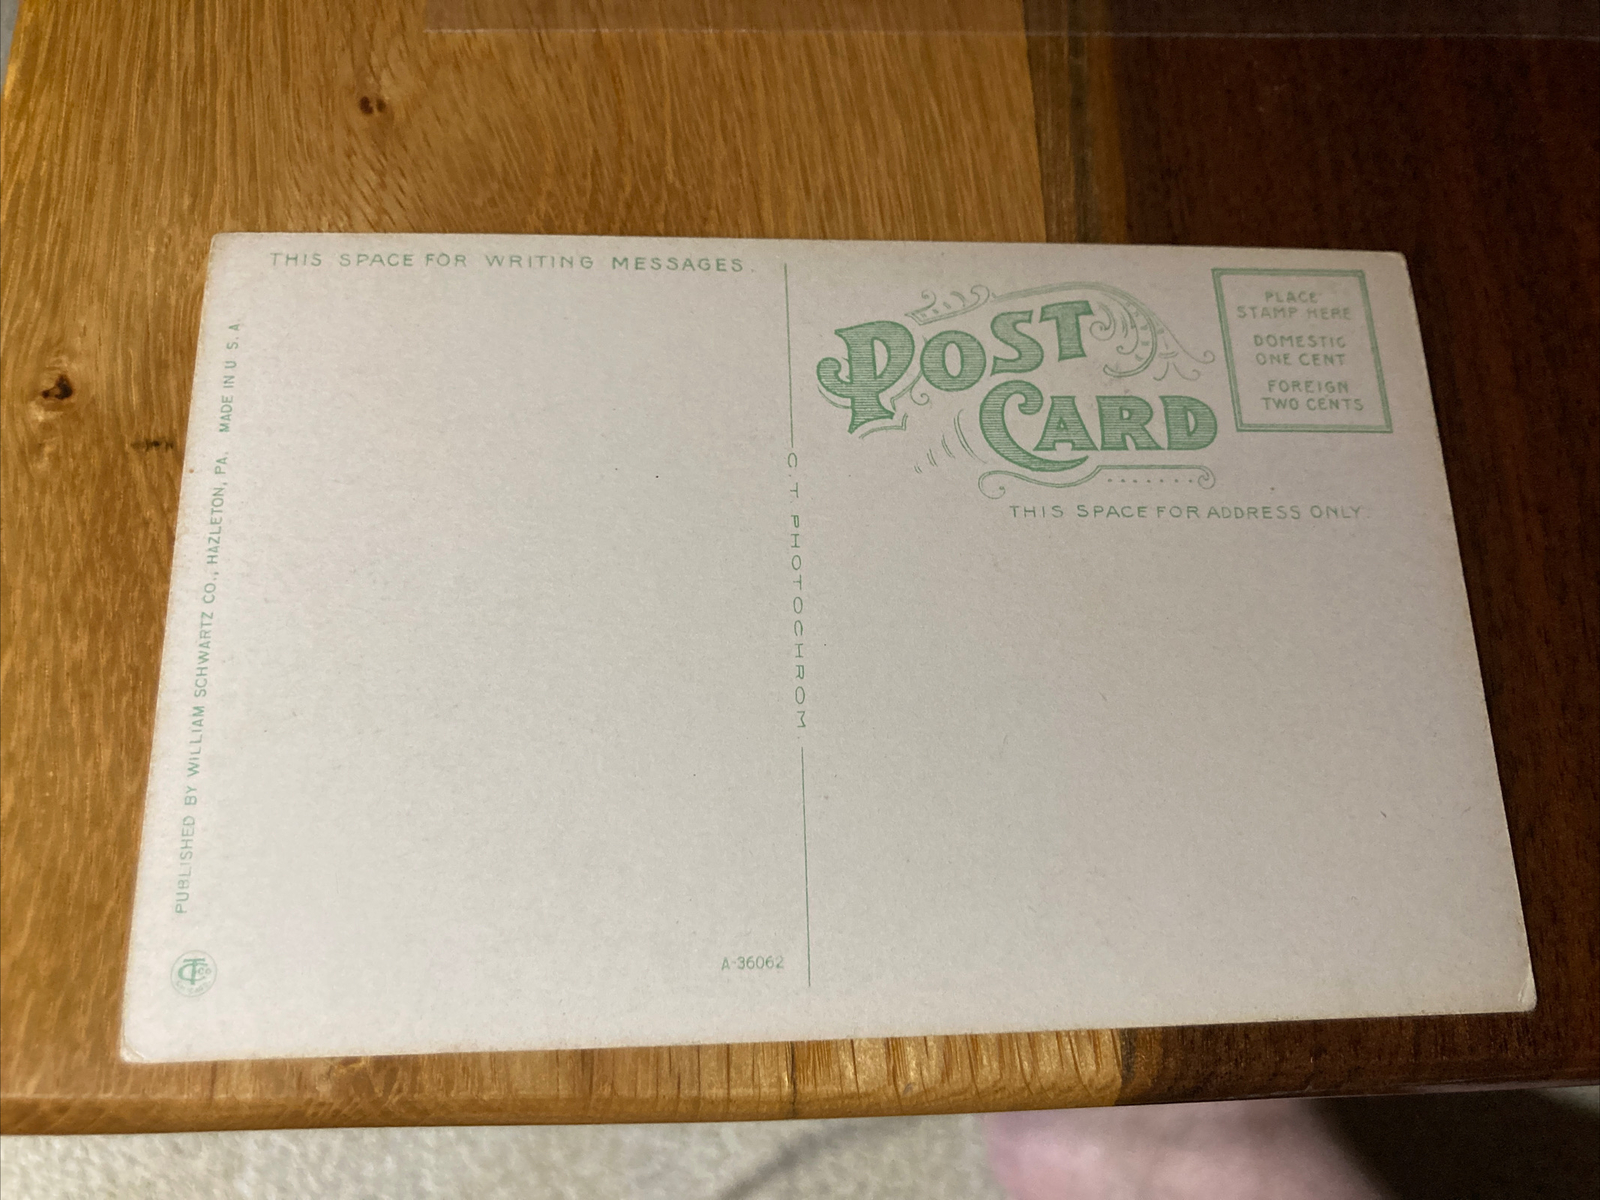 THIS SPACE FOR WRITING MESSAGES.
POST
CARD
PLACE
STAMP HERE
DOMESTIC
ONE CENT
FOREIGN
TWO CENTS
THIS SPACE FOR ADDRESS ONLY.
C. T. PHOTOCHROM
PUBLISHED BY WILLIAM SCHWARTZ CO., HAZLETON, PA. MADE IN U. S. A.
A-36062